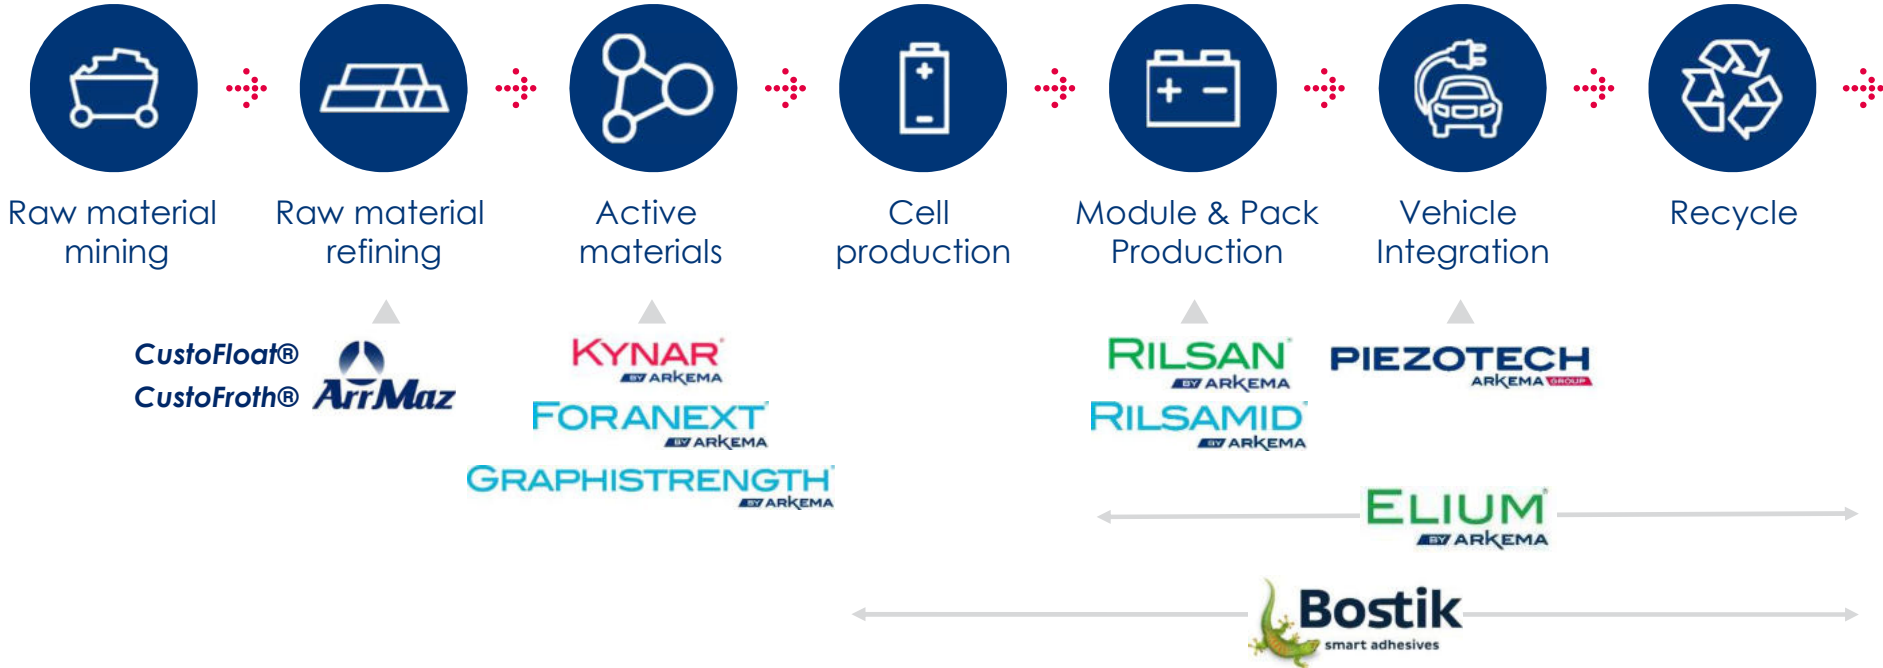 Raw material
mining
Raw material
refining
Active
materials
Cell
production
Module & Pack
Production
Vehicle
Integration
Recycle
CustoFloat®
CustoFroth®
ArrMaz
KYNAR®
BY ARKEMA
FORANEXT®
BY ARKEMA
GRAPHISTRENGTH®
BY ARKEMA
RILSAN®
BY ARKEMA
RILSAMID®
BY ARKEMA
PIEZOTECH
ARKEMA GROUP
ELIUM®
BY ARKEMA
Bostik
smart adhesives